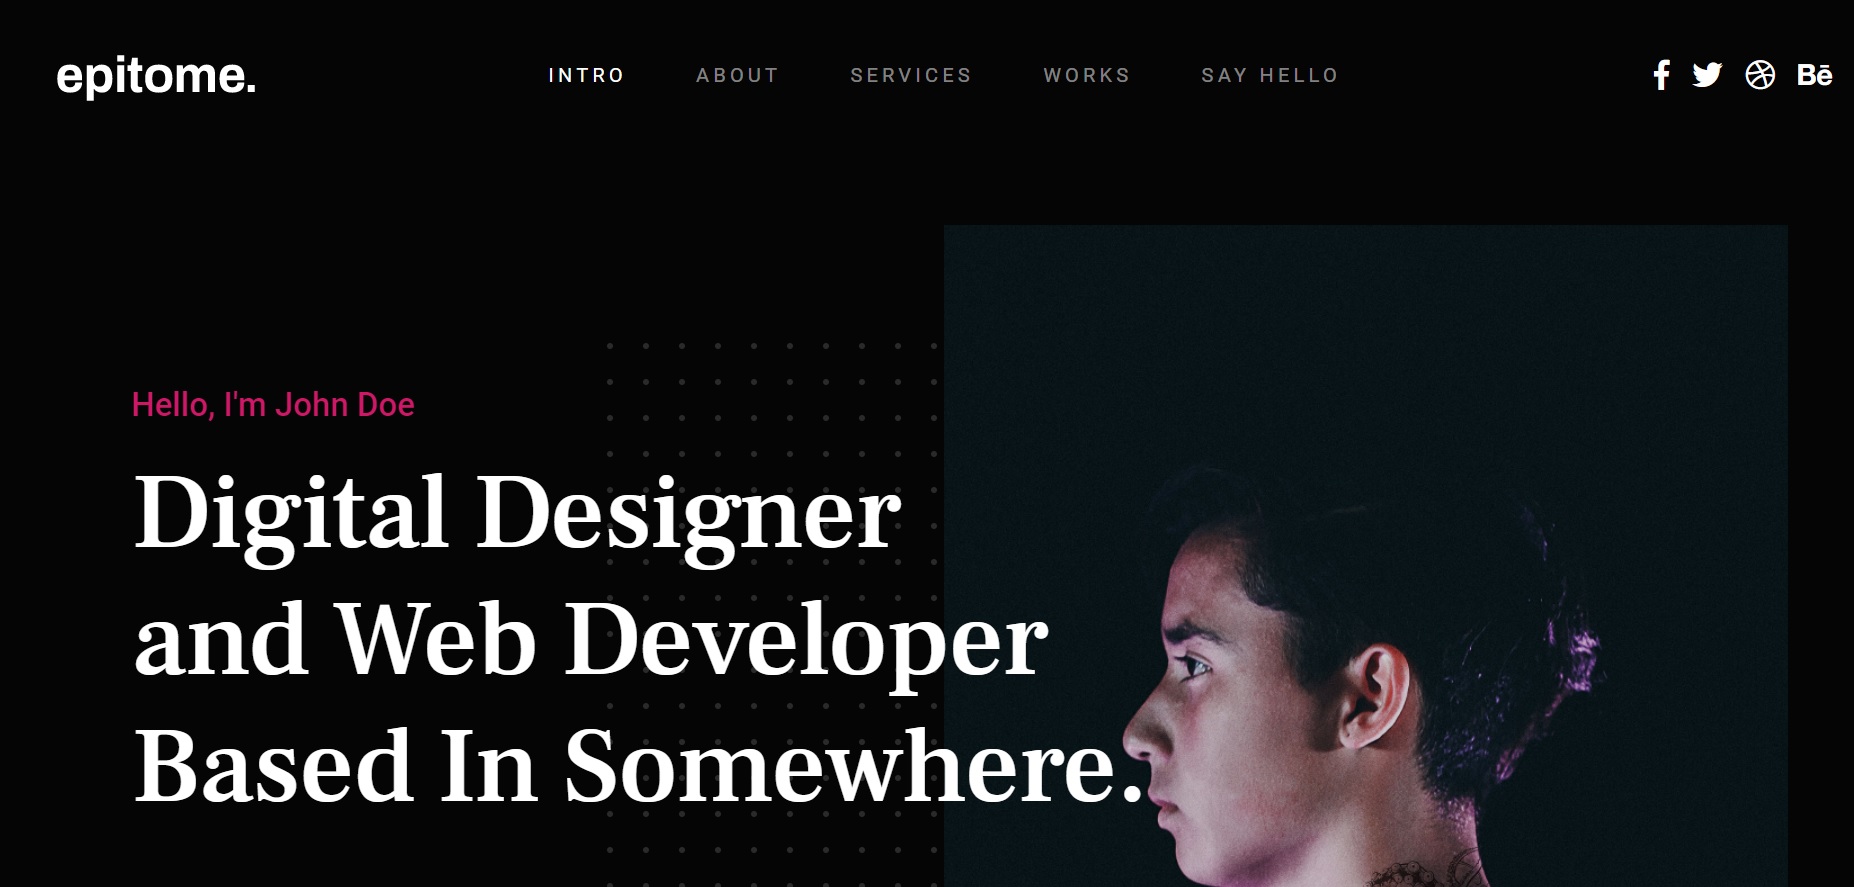 epitome.
INTRO ABOUT SERVICES WORKS SAY HELLO
Bē
Hello, I'm John Doe
Digital Designer
and Web Developer
Based In Somewhere.